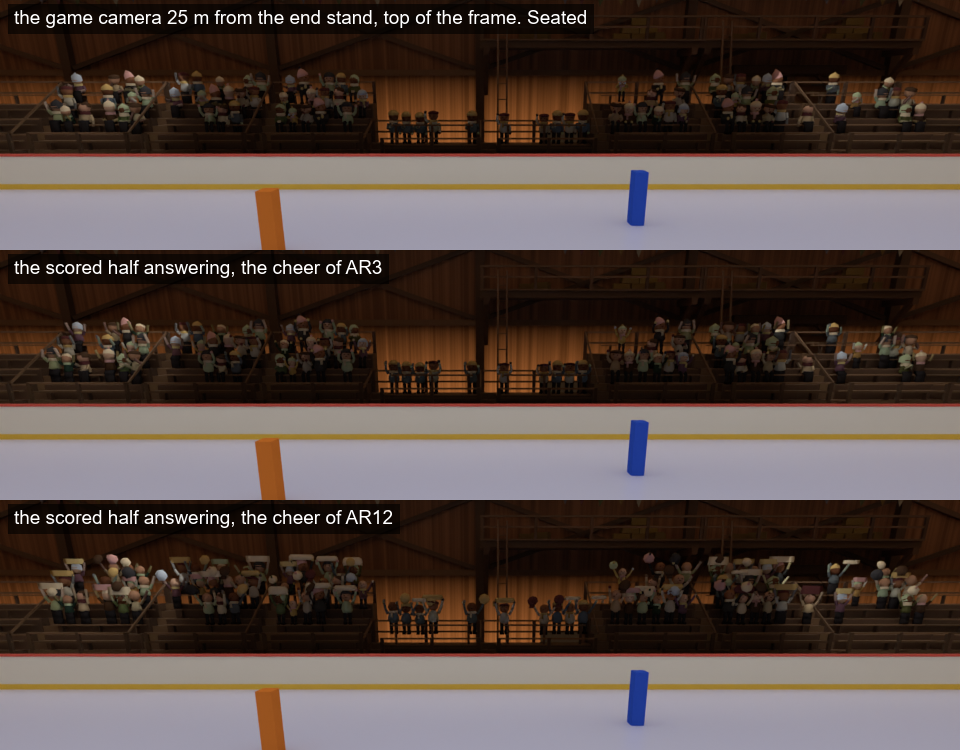 the game camera 25 m from the end stand, top of the frame. Seated
the scored half answering, the cheer of AR3
the scored half answering, the cheer of AR12